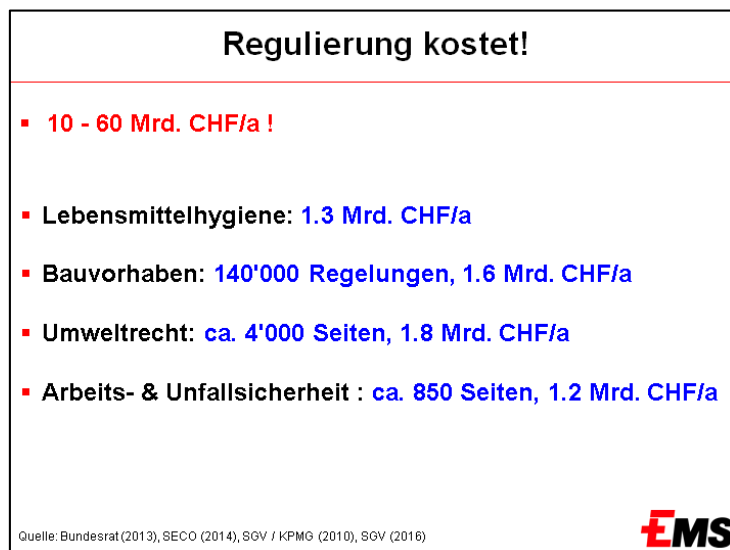 Regulierung kostet!
10 - 60 Mrd. CHF/a !
Lebensmittelhygiene: 1.3 Mrd. CHF/a
Bauvorhaben: 140'000 Regelungen, 1.6 Mrd. CHF/a
Umweltrecht: ca. 4'000 Seiten, 1.8 Mrd. CHF/a
Arbeits- & Unfallsicherheit : ca. 850 Seiten, 1.2 Mrd. CHF/a
Quelle: Bundesrat (2013), SECO (2014), SGV / KPMG (2010), SGV (2016)
EMS